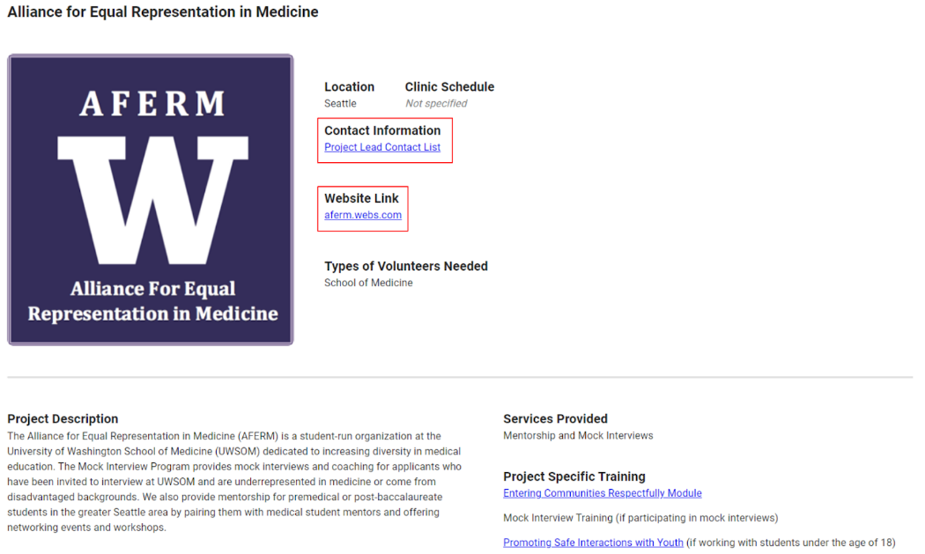 Alliance for Equal Representation in Medicine
AFERM
W
Alliance For Equal
Representation in Medicine
Location
Seattle
Clinic Schedule
Not specified
Contact Information
Project Lead Contact List
Website Link
aferm.webs.com
Types of Volunteers Needed
School of Medicine
Project Description
The Alliance for Equal Representation in Medicine (AFERM) is a student-run organization at the
University of Washington School of Medicine (UWSOM) dedicated to increasing diversity in medical
education. The Mock Interview Program provides mock interviews and coaching for applicants who
have been invited to interview at UWSOM and are underrepresented in medicine or come from
disadvantaged backgrounds. We also provide mentorship for premedical or post-baccalaureate
students in the greater Seattle area by pairing them with medical student mentors and offering
networking events and workshops.
Services Provided
Mentorship and Mock Interviews
Project Specific Training
Entering Communities Respectfully Module
Mock Interview Training (if participating in mock interviews)
Promoting Safe Interactions with Youth (if working with students under the age of 18)